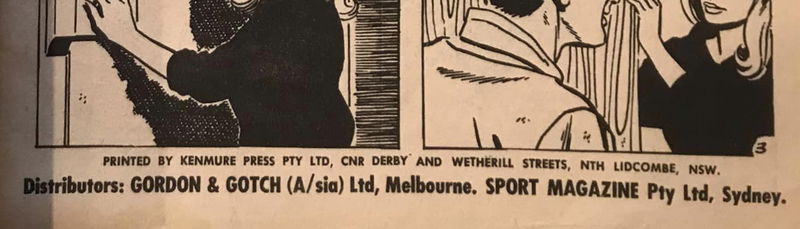 3
PRINTED BY KENMURE PRESS PTY LTD, CNR DERBY AND WETHERILL STREETS, NTH LIDCOMBE, NSW.
Distributors: GORDON & GOTCH (A/sia) Ltd, Melbourne. SPORT MAGAZINE Pty Ltd, Sydney.